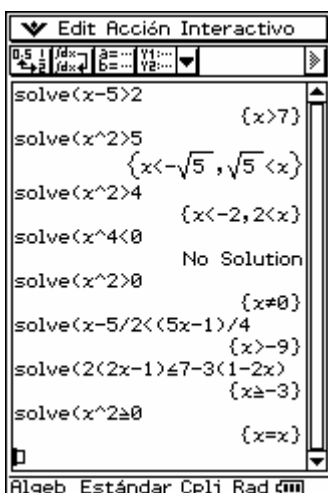 Edit Acción Interactivo
solve(x-5>2
{x>7}
solve(x^2>5
{x<-√5 ,√5 <x}
solve(x^2>4
{x<-2,2<x}
solve(x^4<0
No Solution
solve(x^2>0
{x≠0}
solve(x-5/2<(5x-1)/4
{x>-9}
solve(2(2x-1)≤7-3(1-2x)
{x≥-3}
solve(x^2≥0
{x=x}
Algeb Estándar Cplj Rad